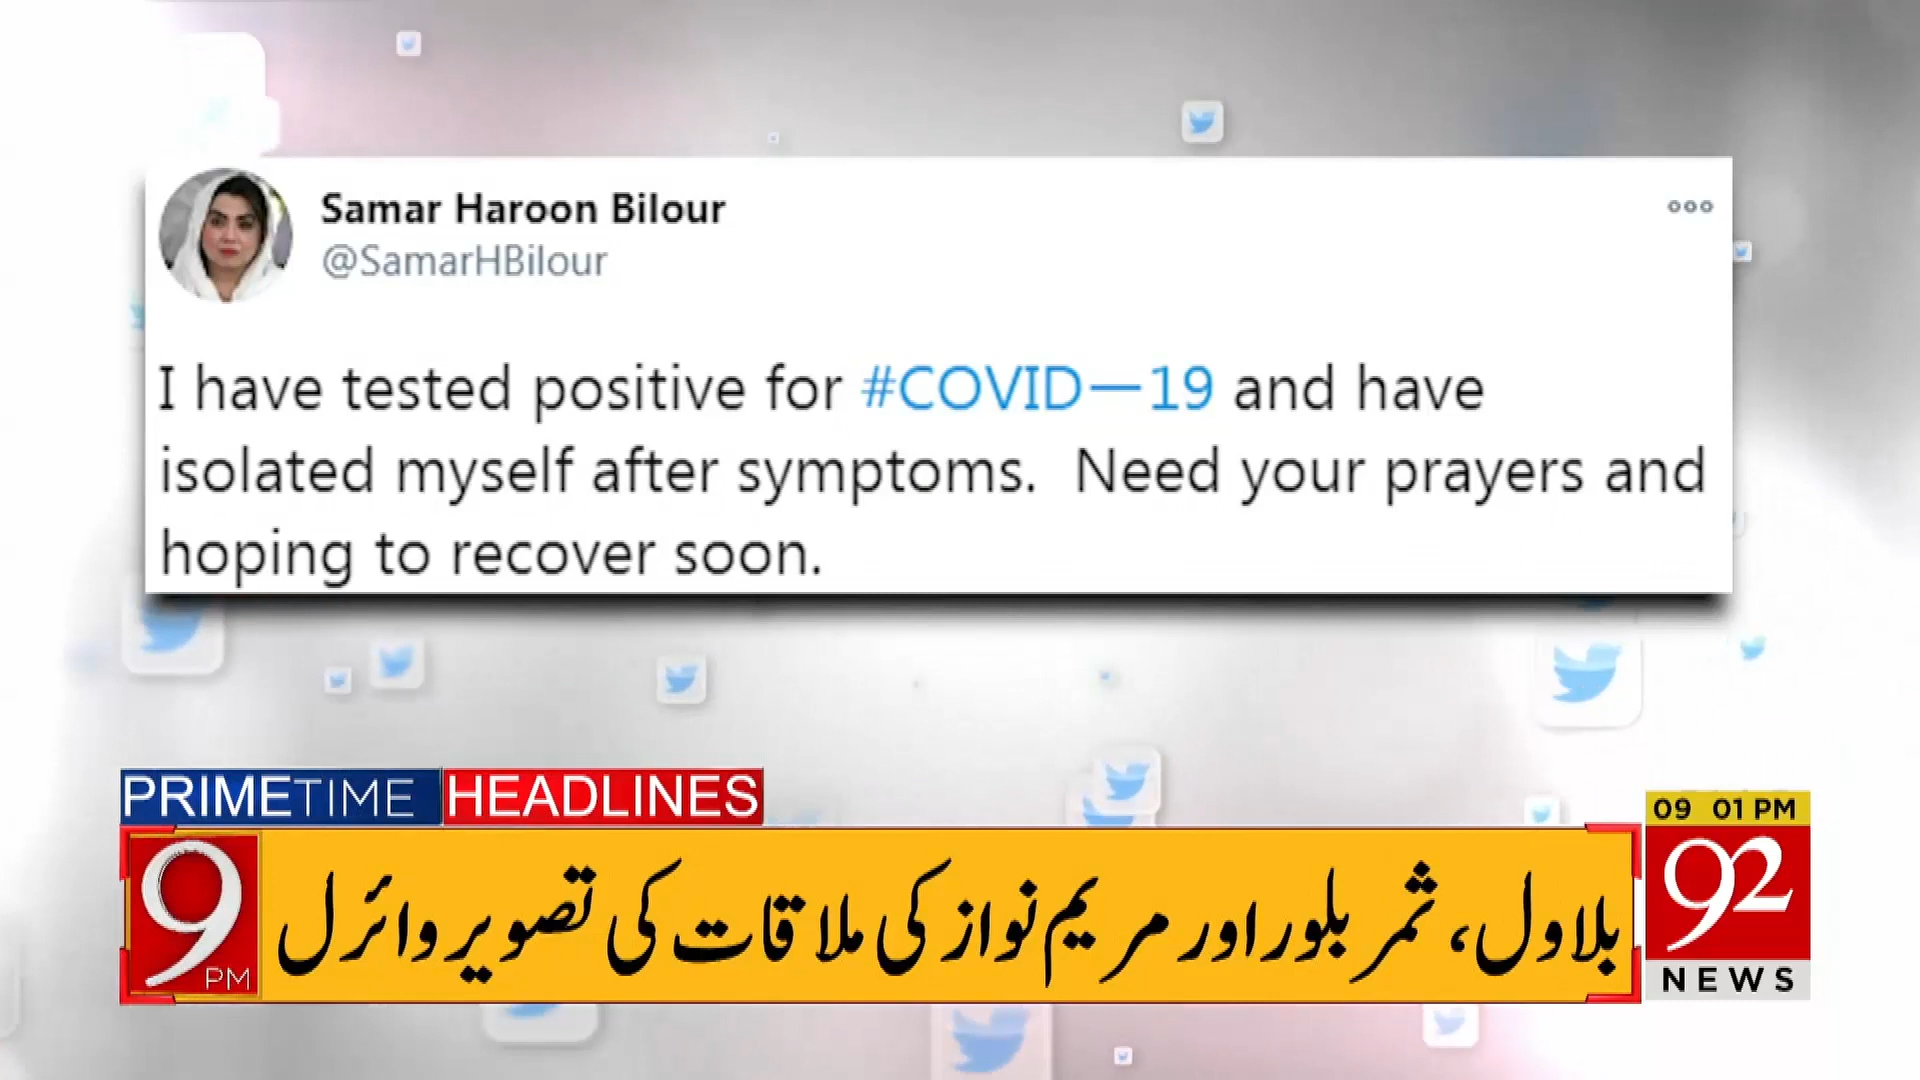 Samar Haroon Bilour
@SamarHBilour
I have tested positive for #COVID—19 and have
isolated myself after symptoms. Need your prayers and
hoping to recover soon.
PRIMETIME HEADLINES
09 01 PM
9 PM
بلاول، ثمر بلور اور مریم نواز کی ملاقات کی تصویر وائرل
92
NEWS